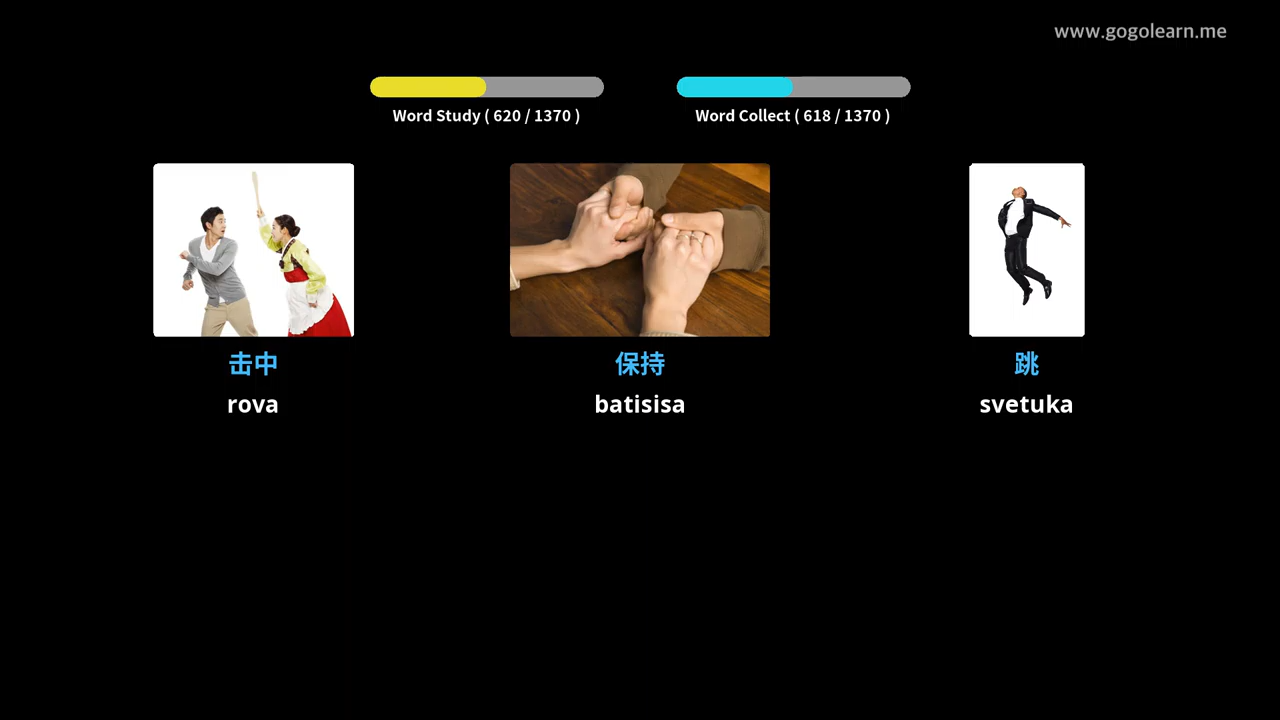 www.gogolearn.me
Word Study ( 620 / 1370 )
Word Collect ( 618 / 1370 )
击中
保持
跳
rova
batisisa
svetuka